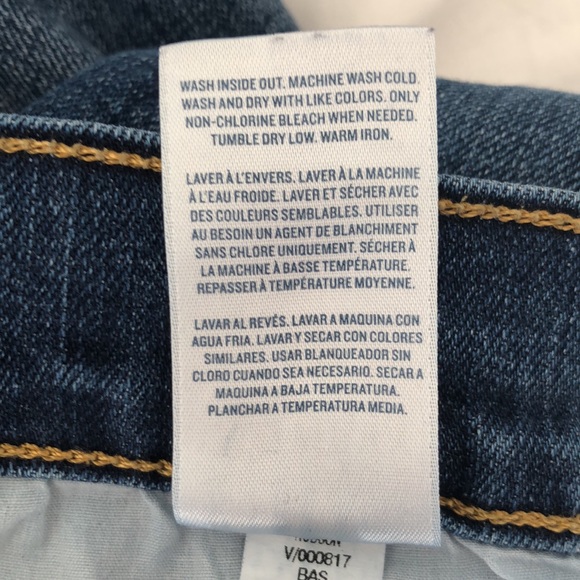 WASH INSIDE OUT. MACHINE WASH COLD.
WASH AND DRY WITH LIKE COLORS. ONLY
NON-CHLORINE BLEACH WHEN NEEDED.
TUMBLE DRY LOW. WARM IRON.
LAVER À L'ENVERS. LAVER À LA MACHINE
À L'EAU FROIDE. LAVER ET SÉCHER AVEC
DES COULEURS SEMBLABLES. UTILISER
AU BESOIN UN AGENT DE BLANCHIMENT
SANS CHLORE UNIQUEMENT. SÉCHER À
LA MACHINE À BASSE TEMPÉRATURE.
REPASSER À TEMPÉRATURE MOYENNE.
LAVAR AL REVÉS. LAVAR A MAQUINA CON
AGUA FRIA. LAVAR Y SECAR CON COLORES
SIMILARES. USAR BLANQUEADOR SIN
CLORO CUANDO SEA NECESARIO. SECAR A
MAQUINA A BAJA TEMPERATURA.
PLANCHAR A TEMPERATURA MEDIA.
V/000817
BAS